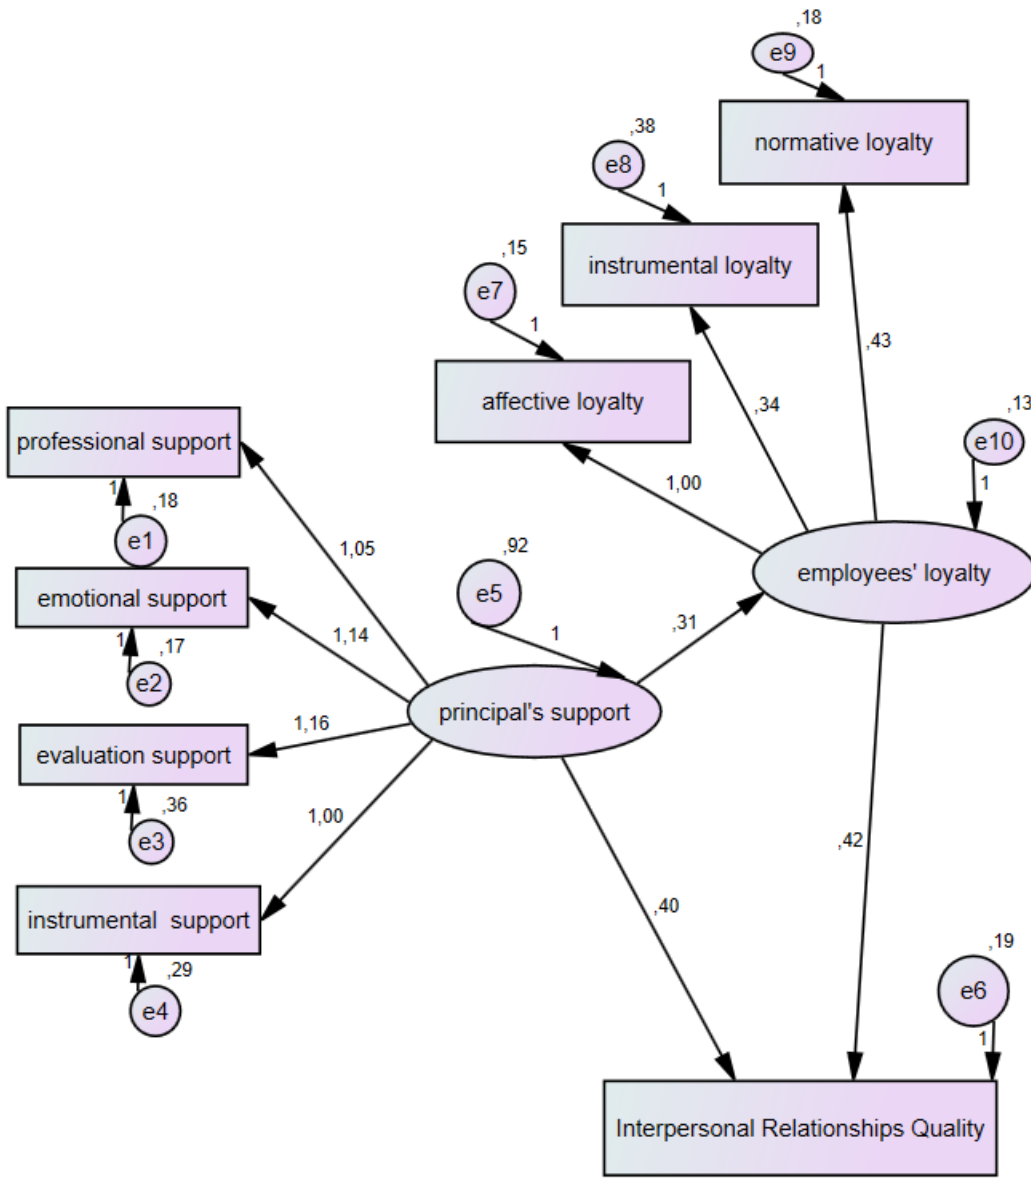 ,18
e9
1
normative loyalty
,38
e8
1
instrumental loyalty
,15
e7
1
affective loyalty
,43
,34
1,00
,13
e10
1
employees' loyalty
professional support
1
,18
e1
1,05
emotional support
1
,17
e2
1,14
,92
e5
1
,31
principal's support
evaluation support
1
,36
e3
1,16
1,00
instrumental  support
1
,29
e4
,40
,42
,19
e6
1
Interpersonal Relationships Quality